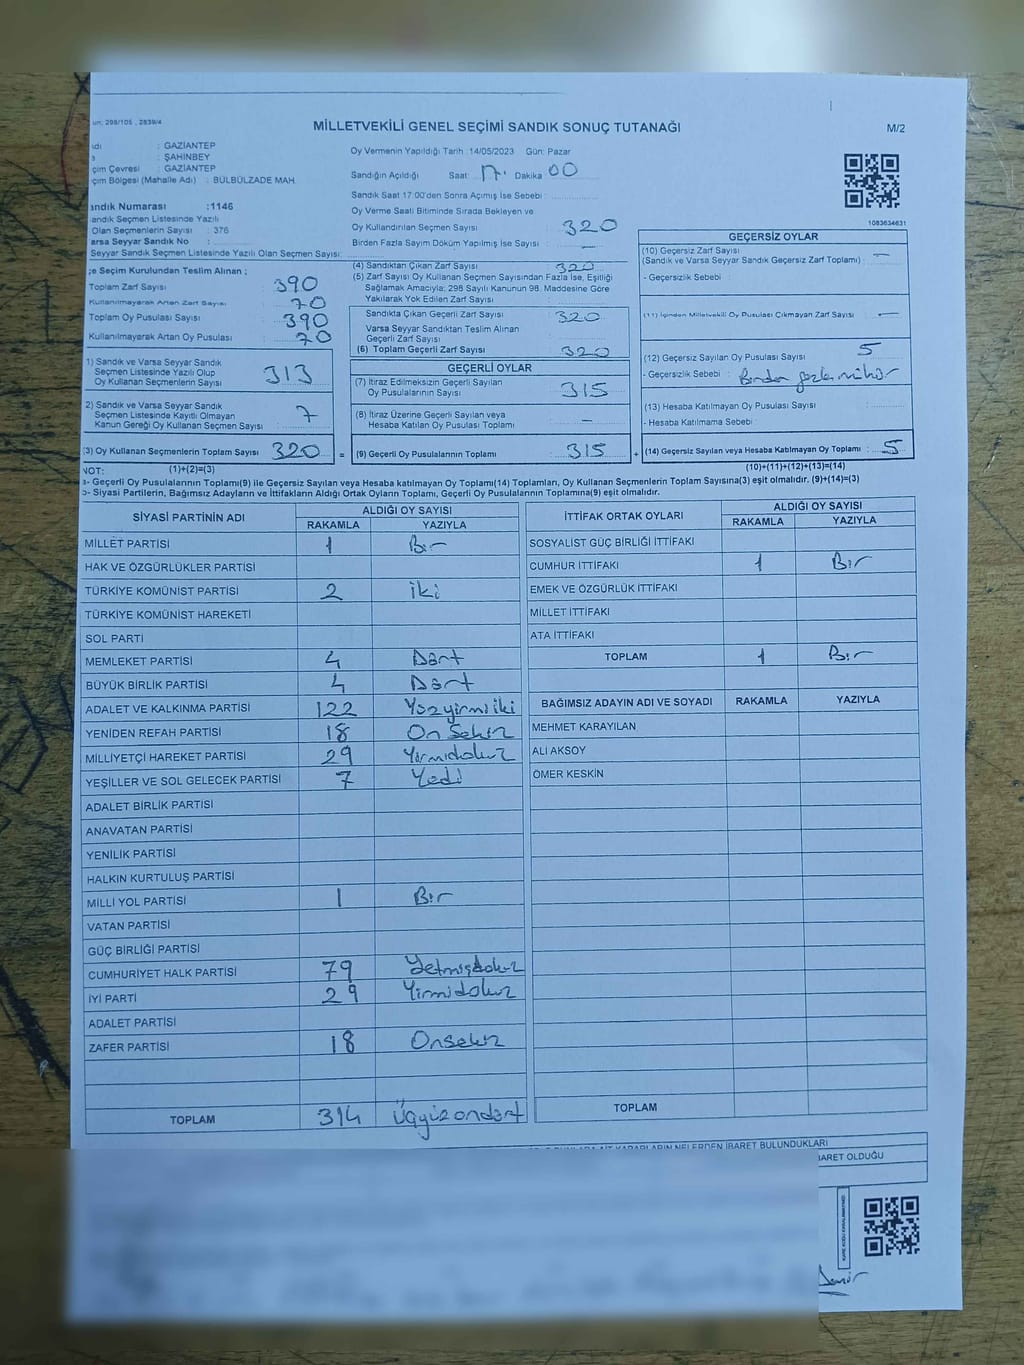 un: 298/105 , 2839/4
MİLLETVEKİLİ GENEL SEÇİMİ SANDIK SONUÇ TUTANAĞI
M/2
: GAZİANTEP
: ŞAHİNBEY
çim Çevresi : GAZİANTEP
çim Bölgesi (Mahalle Adı) : BÜLBÜLZADE MAH.
Oy Vermenin Yapıldığı Tarih :14/05/2023 Gün: Pazar
Sandığın Açıldığı Saat: 17. Dakika 00
Sandık Saat 17:00'den Sonra Açımış İse Sebebi :
Oy Verme Saati Bitiminde Sırada Bekleyen ve
Oy Kullandırılan Seçmen Sayısı : 320
Birden Fazla Sayım Döküm Yapılmış İse Sayısı : —
andık Numarası :1146
andık Seçmen Listesinde Yazılı
Olan Seçmenlerin Sayısı : 376
arsa Seyyar Sandık No :
Seyyar Sandık Seçmen Listesinde Yazılı Olan Seçmen Sayısı:
1083634631
çe Seçim Kurulundan Teslim Alınan ;
Toplam Zarf Sayısı : 390
Kullanılmayarak Artan Zarf Sayısı : 70
Toplam Oy Pusulası Sayısı : 390
Kullanılmayarak Artan Oy Pusulası : 70
1) Sandık ve Varsa Seyyar Sandık
Seçmen Listesinde Yazılı Olup
Oy Kullanan Seçmenlerin Sayısı : 313
2) Sandık ve Varsa Seyyar Sandık
Seçmen Listesinde Kayıtlı Olmayan
Kanun Gereği Oy Kullanan Seçmen Sayısı : 7
(3) Oy Kullanan Seçmenlerin Toplam Sayısı : 320 =
(4) Sandıktan Çıkan Zarf Sayısı : 320
(5) Zarf Sayısı Oy Kullanan Seçmen Sayısından Fazla İse, Eşitliği
Sağlamak Amacıyla; 298 Sayılı Kanunun 98. Maddesine Göre
Yakılarak Yok Edilen Zarf Sayısı :
Sandıkta Çıkan Geçerli Zarf Sayısı : 320
Varsa Seyyar Sandıktan Teslim Alınan
Geçerli Zarf Sayısı :
(6) Toplam Geçerli Zarf Sayısı : 320
GEÇERLİ OYLAR
(7) İtiraz Edilmeksizin Geçerli Sayılan
Oy Pusulalarının Sayısı : 315
(8) İtiraz Üzerine Geçerli Sayılan veya
Hesaba Katılan Oy Pusulası Toplamı : —
(9) Geçerli Oy Pusulalarının Toplamı : 315 +
GEÇERSİZ OYLAR
(10) Geçersiz Zarf Sayısı
(Sandık ve Varsa Seyyar Sandık Geçersiz Zarf Toplamı) : —
- Geçersizlik Sebebi :
(11) İçinden Milletvekili Oy Pusulası Çıkmayan Zarf Sayısı : —
(12) Geçersiz Sayılan Oy Pusulası Sayısı : 5
- Geçersizlik Sebebi : Birden fazla mühür
(13) Hesaba Katılmayan Oy Pusulası Sayısı :
- Hesaba Katılmama Sebebi :
(14) Geçersiz Sayılan veya Hesaba Katılmayan Oy Toplamı : 5
NOT: (1)+(2)=(3)
(10)+(11)+(12)+(13)=(14)
a- Geçerli Oy Pusulalarının Toplamı(9) ile Geçersiz Sayılan veya Hesaba katılmayan Oy Toplamı(14) Toplamları, Oy Kullanan Seçmenlerin Toplam Sayısına(3) eşit olmalıdır. (9)+(14)=(3)
b- Siyasi Partilerin, Bağımsız Adayların ve İttifakların Aldığı Ortak Oyların Toplamı, Geçerli Oy Pusulalarının Toplamına(9) eşit olmalıdır.
SİYASİ PARTİNİN ADI ALDIĞI OY SAYISI
RAKAMLA YAZIYLA
MİLLET PARTİSİ 1 Bir
HAK VE ÖZGÜRLÜKLER PARTİSİ
TÜRKİYE KOMÜNİST PARTİSİ 2 iki
TÜRKİYE KOMÜNİST HAREKETİ
SOL PARTİ
MEMLEKET PARTİSİ 4 Dört
BÜYÜK BİRLİK PARTİSİ 4 Dört
ADALET VE KALKINMA PARTİSİ 122 Yüzyirmiiki
YENİDEN REFAH PARTİSİ 18 On Sekiz
MİLLİYETÇİ HAREKET PARTİSİ 29 Yirmidokuz
YEŞİLLER VE SOL GELECEK PARTİSİ 7 Yedi
ADALET BİRLİK PARTİSİ
ANAVATAN PARTİSİ
YENİLİK PARTİSİ
HALKIN KURTULUŞ PARTİSİ
MİLLİ YOL PARTİSİ 1 Bir
VATAN PARTİSİ
GÜÇ BİRLİĞİ PARTİSİ
CUMHURİYET HALK PARTİSİ 79 Yetmişdokuz
İYİ PARTİ 29 Yirmidokuz
ADALET PARTİSİ
ZAFER PARTİSİ 18 Onsekiz
TOPLAM 314 Üçyüzondört
İTTİFAK ORTAK OYLARI ALDIĞI OY SAYISI
RAKAMLA YAZIYLA
SOSYALİST GÜÇ BİRLİĞİ İTTİFAKI
CUMHUR İTTİFAKI 1 Bir
EMEK VE ÖZGÜRLÜK İTTİFAKI
MİLLET İTTİFAKI
ATA İTTİFAKI
TOPLAM 1 Bir
BAĞIMSIZ ADAYIN ADI VE SOYADI RAKAMLA YAZIYLA
MEHMET KARAYILAN
ALİ AKSOY
ÖMER KESKİN
TOPLAM
NELERDEN İBARET BULUNDUKLARI
BARET OLDUĞU
Demir